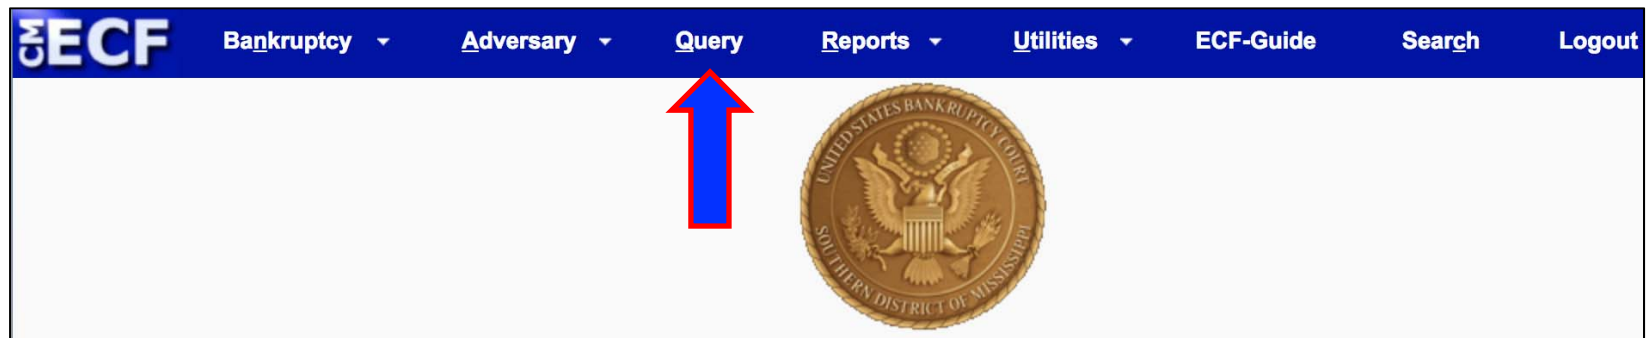 CM ECF Bankruptcy Adversary Query Reports Utilities ECF-Guide Search Logout
UNITED STATES BANKRUPTCY COURT
SOUTHERN DISTRICT OF MISSISSIPPI